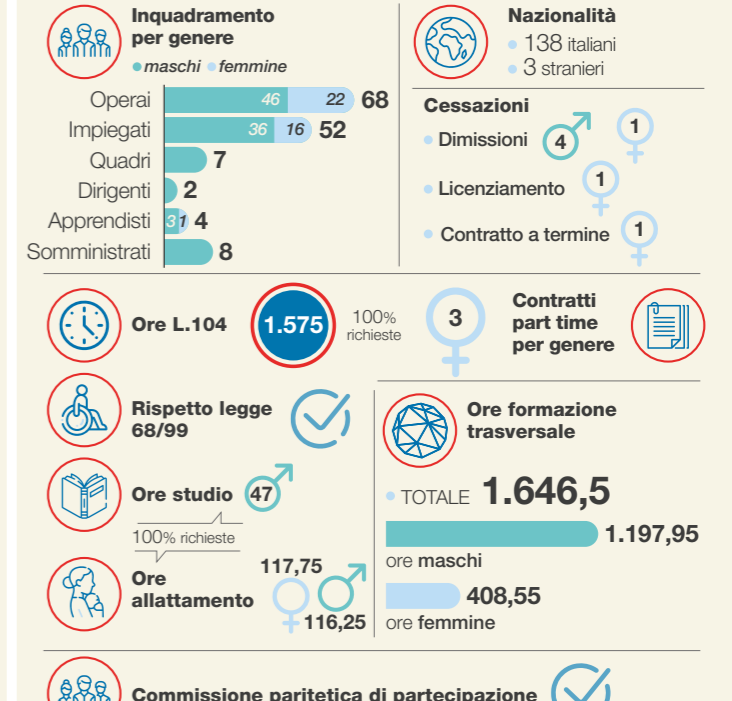 Inquadramento
per genere
maschi femmine
Operai 46 22 68
Impiegati 36 16 52
Quadri 7
Dirigenti 2
Apprendisti 3 1 4
Somministrati 8
Nazionalità
138 italiani
3 stranieri
Cessazioni
Dimissioni 4 1
Licenziamento 1
Contratto a termine 1
Ore L.104 1.575 100%
richieste
3 Contratti
part time
per genere
Rispetto legge
68/99
Ore studio 47
100% richieste
Ore
allattamento
117,75
116,25
Ore formazione
trasversale
TOTALE 1.646,5
1.197,95
ore maschi
408,55
ore femmine
Commissione paritetica di partecipazione